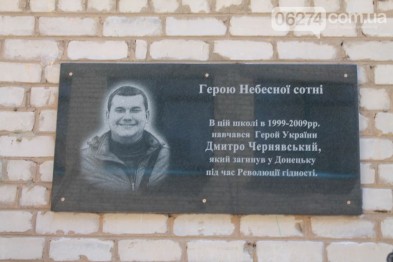 06274.com.ua
Герою Небесної сотні
В цій школі в 1999-2009рр.
навчався Герой України
Дмитро Чернявський,
який загинув у Донецьку
під час Революції гідності.